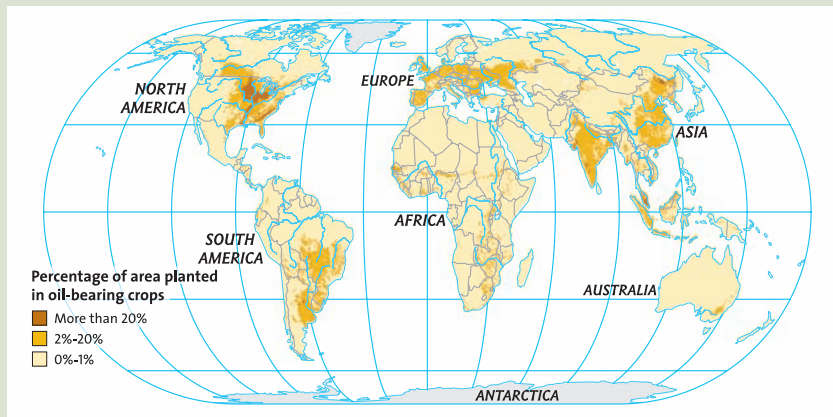 NORTH
AMERICA
EUROPE
ASIA
AFRICA
SOUTH
AMERICA
AUSTRALIA
ANTARCTICA
Percentage of area planted
in oil-bearing crops
More than 20%
2%-20%
0%-1%